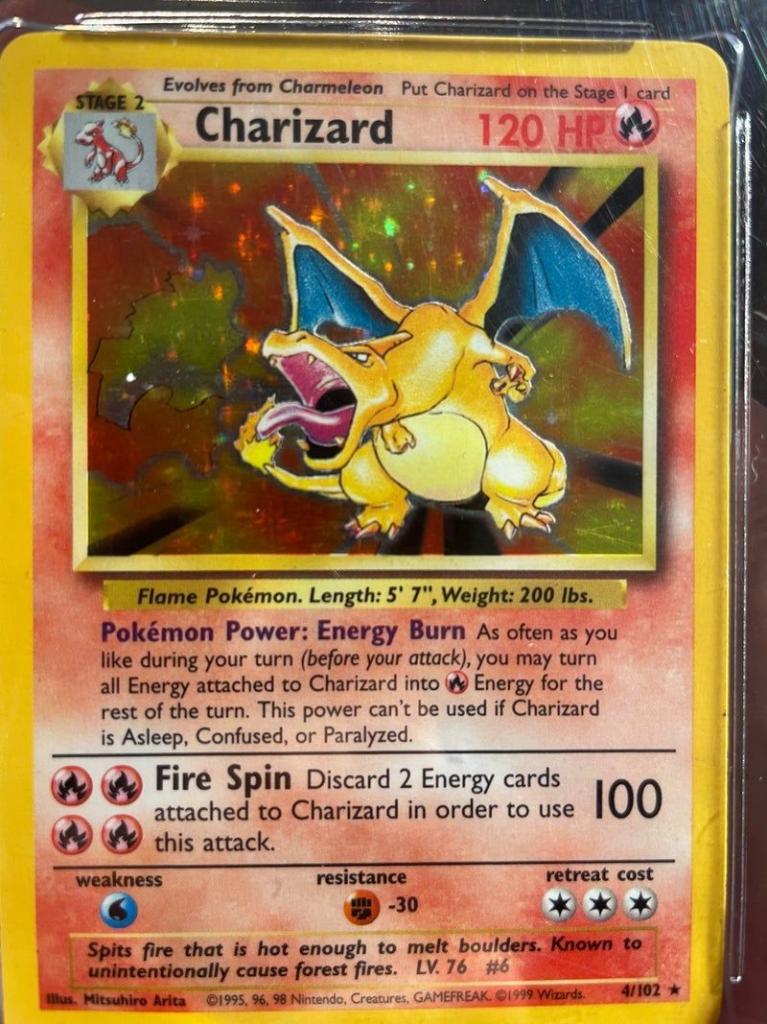 Evolves from Charmeleon Put Charizard on the Stage 1 card
STAGE 2
Charizard 120 HP
Flame Pokémon. Length: 5' 7", Weight: 200 lbs.
Pokémon Power: Energy Burn As often as you
like during your turn (before your attack), you may turn
all Energy attached to Charizard into Energy for the
rest of the turn. This power can't be used if Charizard
is Asleep, Confused, or Paralyzed.
Fire Spin Discard 2 Energy cards 100
attached to Charizard in order to use
this attack.
weakness resistance retreat cost
-30
Spits fire that is hot enough to melt boulders. Known to
unintentionally cause forest fires. LV. 76 #6
Illus. Mitsuhiro Arita ©1995, 96, 98 Nintendo, Creatures, GAMEFREAK. ©1999 Wizards. 4/102 ★